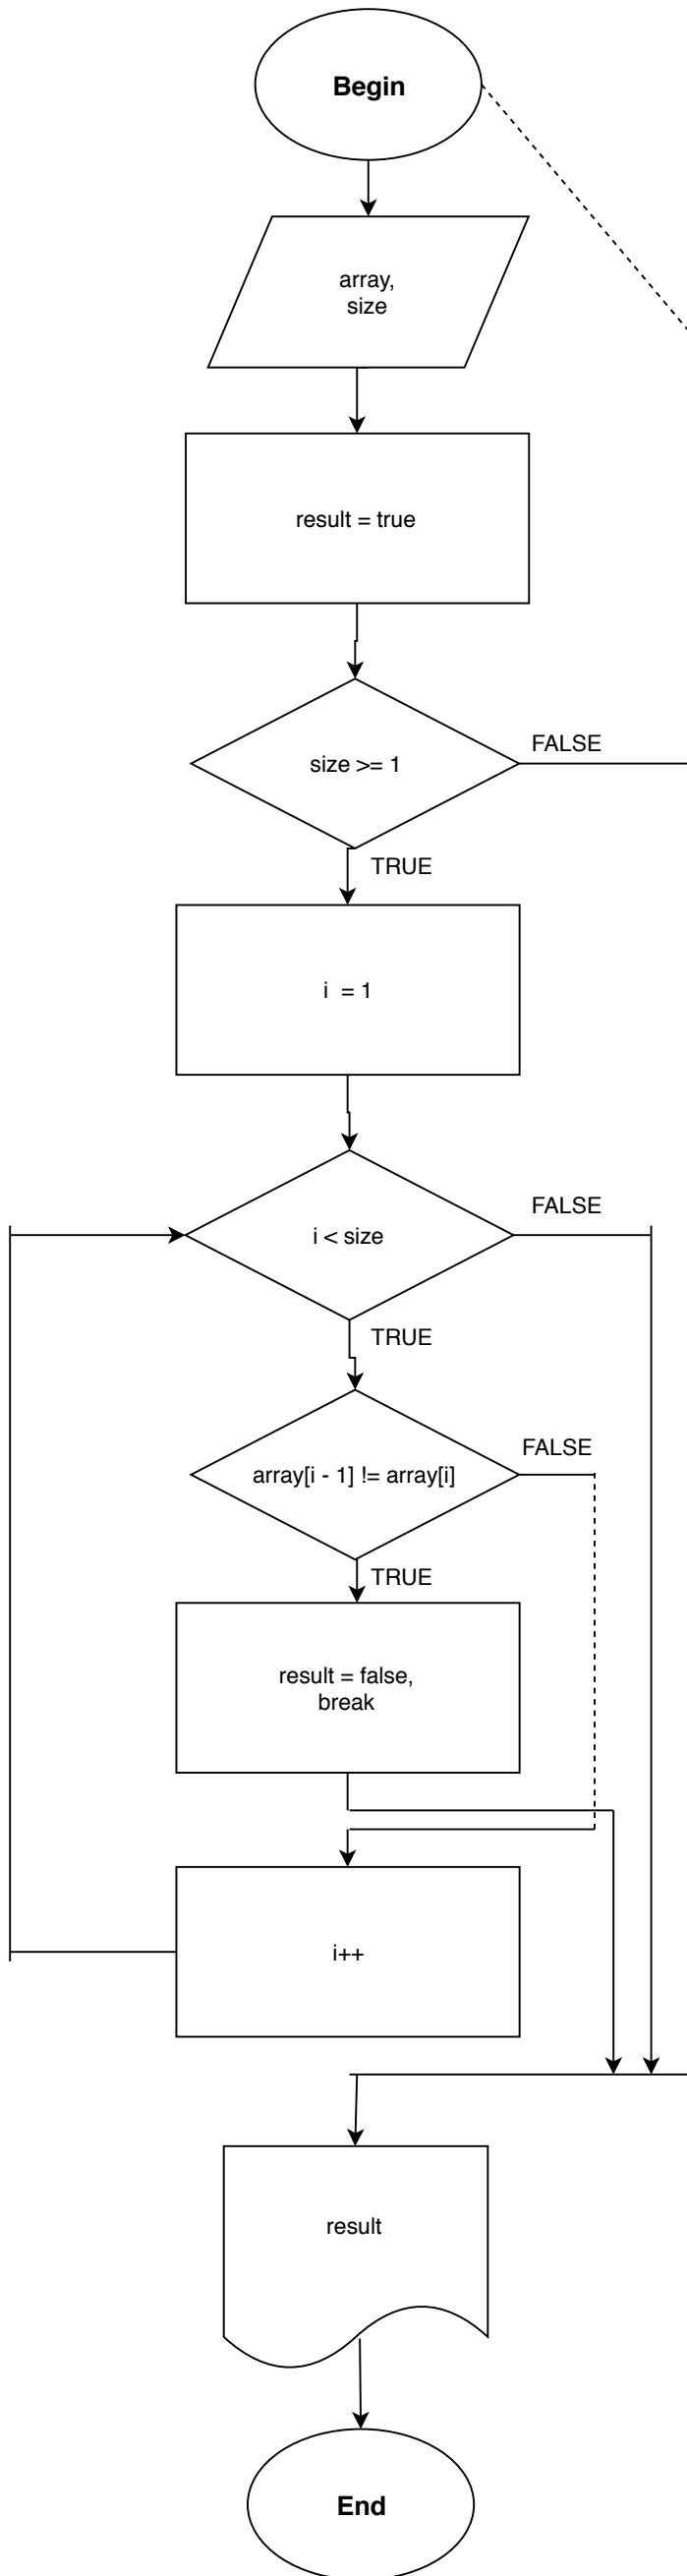 Begin
array,
size
result = true
size >= 1
FALSE
TRUE
i  = 1
i < size
FALSE
TRUE
array[i - 1] != array[i]
FALSE
TRUE
result = false,
break
i++
result
End